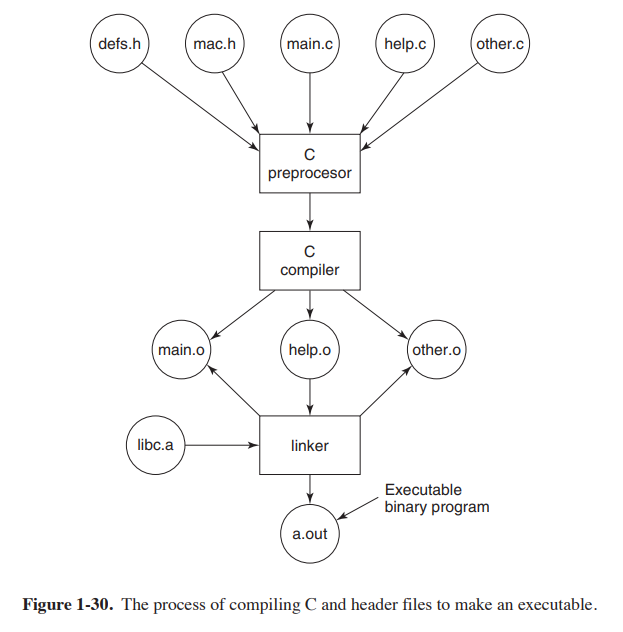 defs.h
mac.h
main.c
help.c
other.c
C
preprocesor
C
compiler
main.o
help.o
other.o
libc.a
linker
Executable
binary program
a.out
Figure 1-30. The process of compiling C and header files to make an executable.